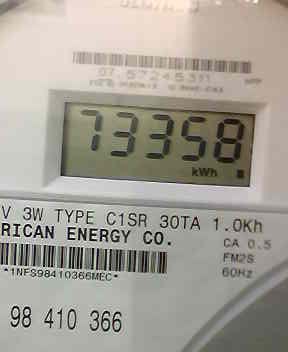 73358
kWh
V 3W TYPE C1SR 30TA 1.0Kh
RICAN ENERGY CO.
CA 0.5
FM2S
*1NFS98410366MEC*
60Hz
98 410 366